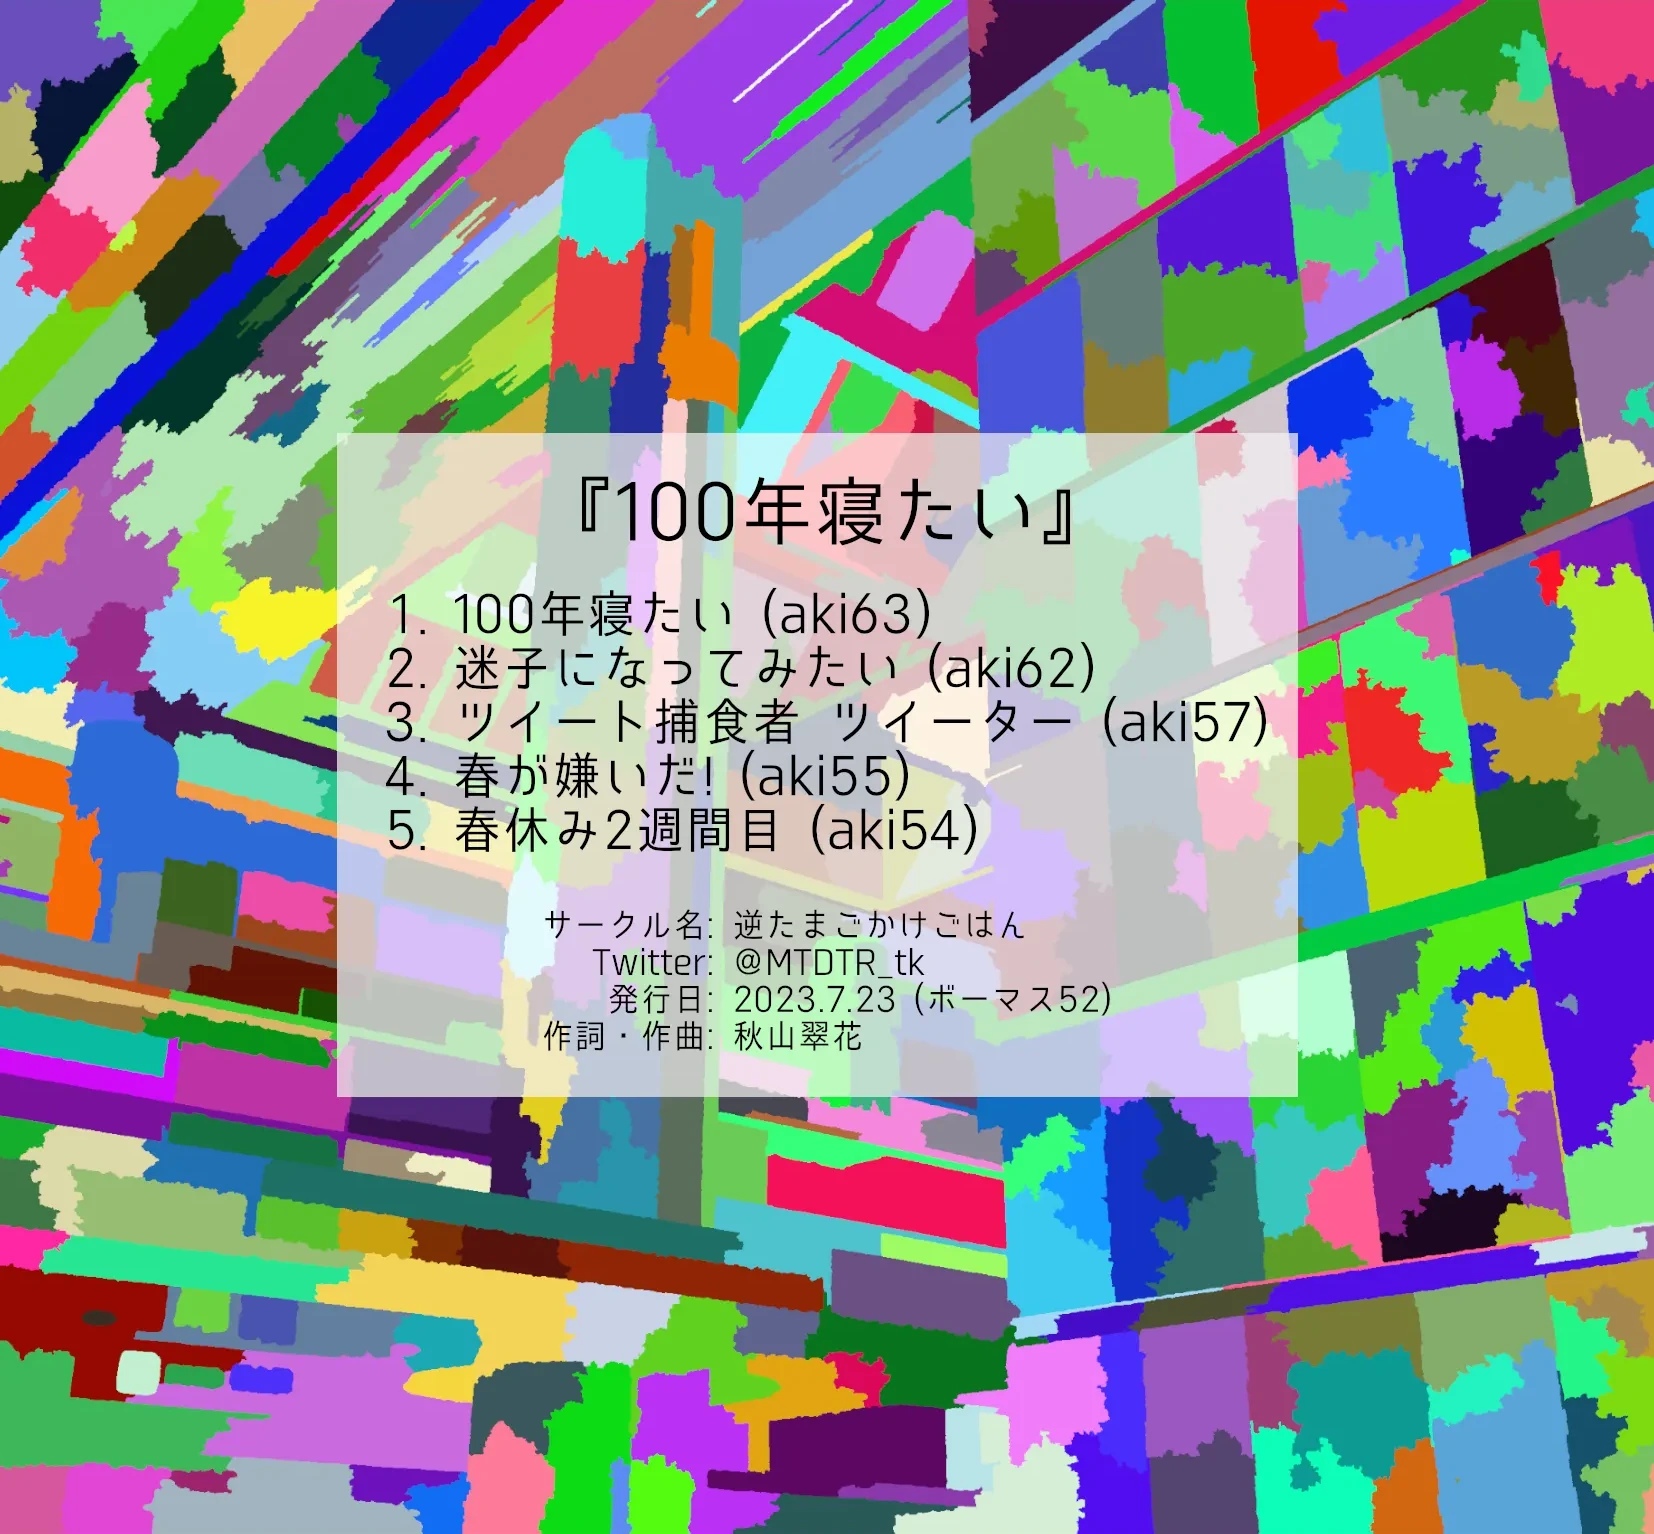 『100年寝たい』
1. 100年寝たい (aki63)
2. 迷子になってみたい (aki62)
3. ツイート捕食者 ツイーター (aki57)
4. 春が嫌いだ! (aki55)
5. 春休み2週間目 (aki54)
サークル名: 逆たまごかけごはん
Twitter: @MTDTR_tk
発行日: 2023.7.23 (ボーマス52)
作詞・作曲: 秋山翠花